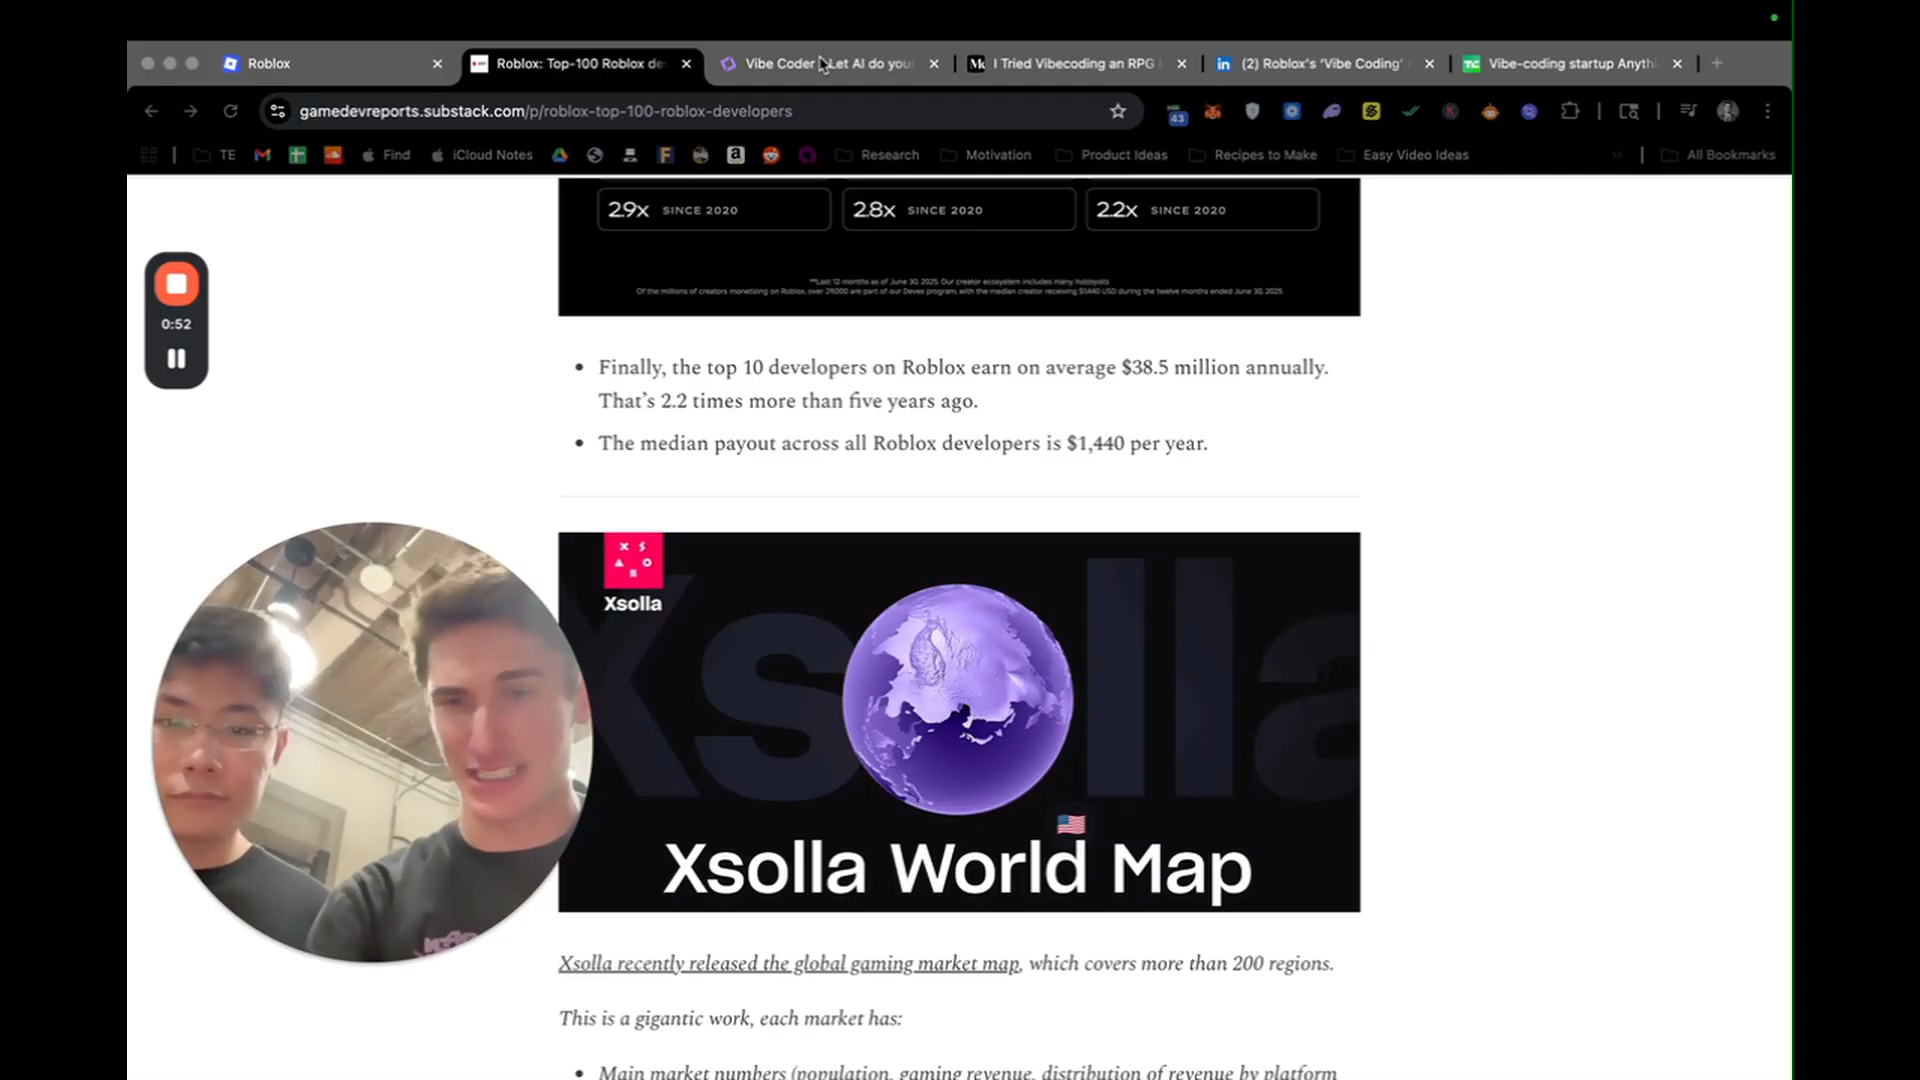 Roblox
Roblox: Top-100 Roblox de
Vibe Coder - Let AI do your
I Tried Vibecoding an RPG
(2) Roblox's 'Vibe Coding'
Vibe-coding startup Anythi
gamedevreports.substack.com/p/roblox-top-100-roblox-developers
43
TE
Find
iCloud Notes
Research
Motivation
Product Ideas
Recipes to Make
Easy Video Ideas
All Bookmarks
2.9x SINCE 2020
2.8x SINCE 2020
2.2x SINCE 2020
**Last 12 months as of June 30, 2025. Our creator ecosystem includes many hobbyists
Of the millions of creators monetizing on Roblox, over 29,000 are part of our Devex program, with the median creator receiving $1,440 USD during the twelve months ended June 30, 2025
0:52
• Finally, the top 10 developers on Roblox earn on average $38.5 million annually.
That's 2.2 times more than five years ago.
• The median payout across all Roblox developers is $1,440 per year.
Xsolla
Xsolla
Xsolla World Map
Xsolla recently released the global gaming market map, which covers more than 200 regions.
This is a gigantic work, each market has:
• Main market numbers (population, gaming revenue, distribution of revenue by platform